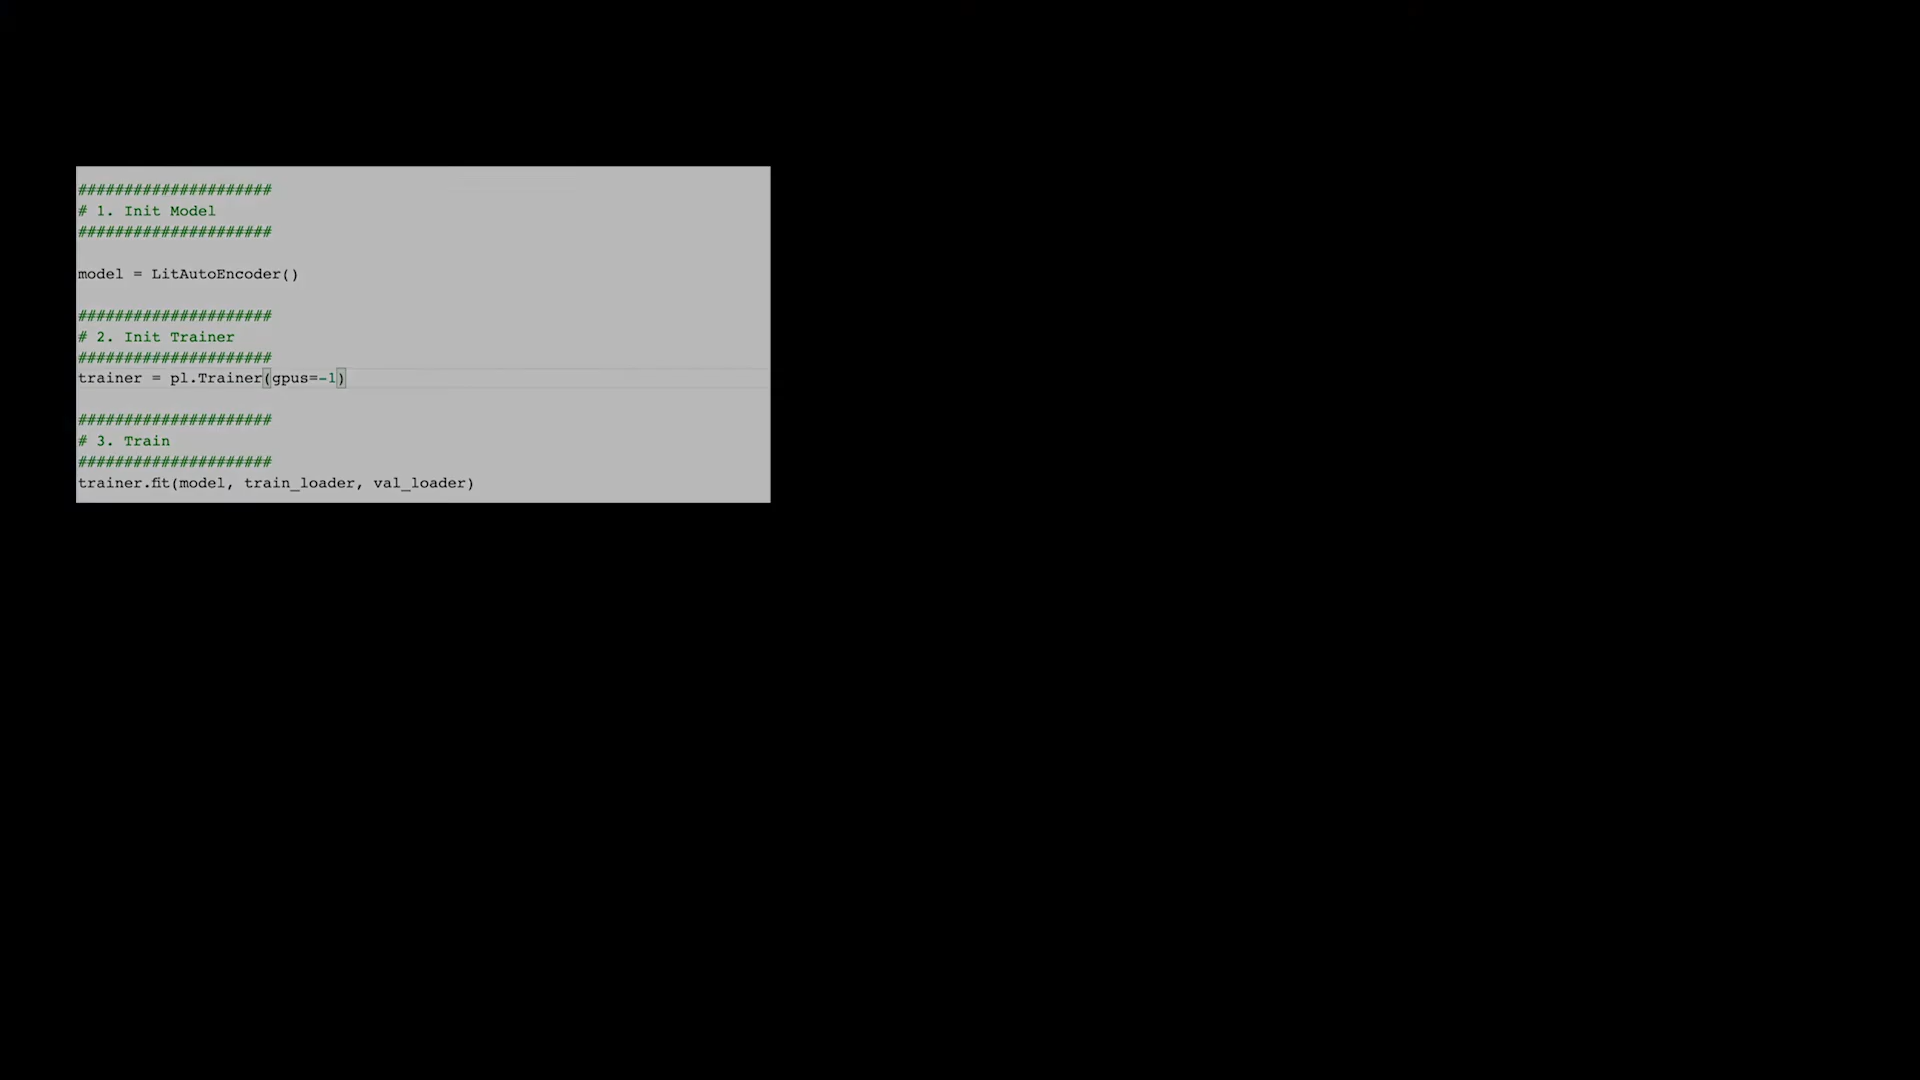 #####################
# 1. Init Model
#####################
model = LitAutoEncoder()
#####################
# 2. Init Trainer
#####################
trainer = pl.Trainer(gpus=-1)
#####################
# 3. Train
#####################
trainer.fit(model, train_loader, val_loader)